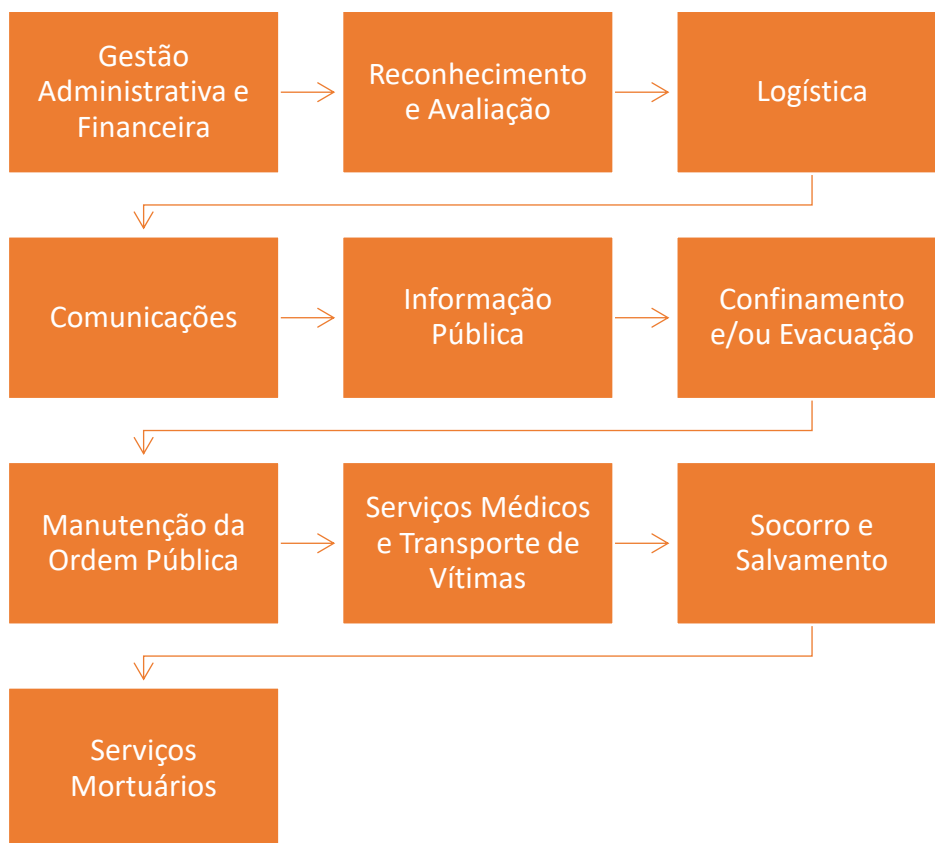 Gestão
Administrativa e
Financeira
Reconhecimento
e Avaliação
Logística
Comunicações
Informação
Pública
Confinamento
e/ou Evacuação
Manutenção da
Ordem Pública
Serviços Médicos
e Transporte de
Vítimas
Socorro e
Salvamento
Serviços
Mortuários